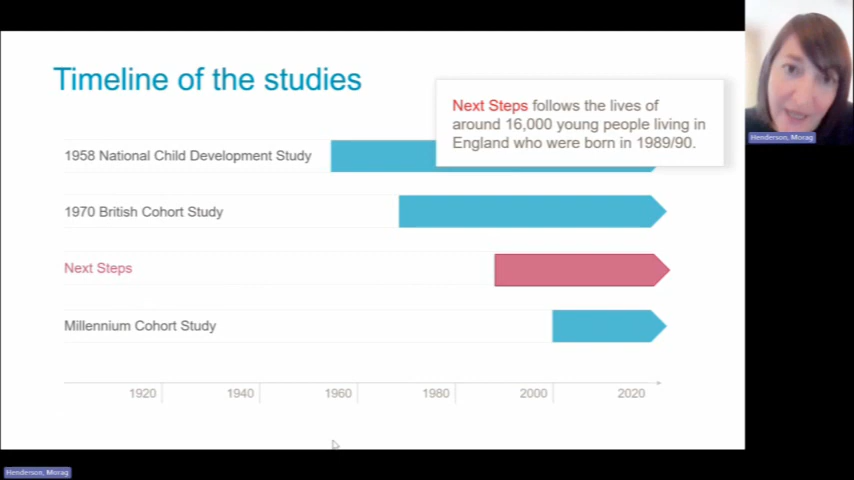 Timeline of the studies
Next Steps follows the lives of
around 16,000 young people living in
England who were born in 1989/90.
Henderson, Morag
1958 National Child Development Study
1970 British Cohort Study
Next Steps
Millennium Cohort Study
1920 1940 1960 1980 2000 2020
Henderson, Morag